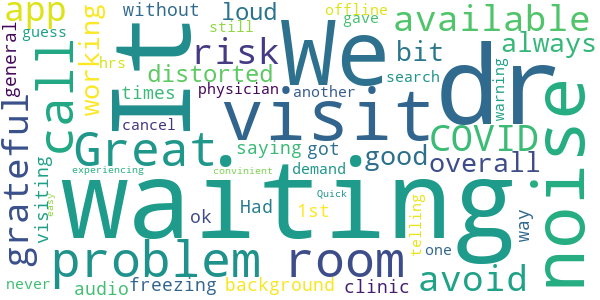 app
guess
general
hrs
without
still
loud
offline
gave
available
always
working
call
It
risk
We
bit
search
dr
warning
distorted
times
physician
another
cancel
visit
COVID
noise
grateful
visiting
Great
saying
got
good
overall
demand
experiencing
convinient
waiting
Quick
easy
ok
Had
1st
telling
one
way
problem
room
avoid
never
audio
freezing
background
clinic